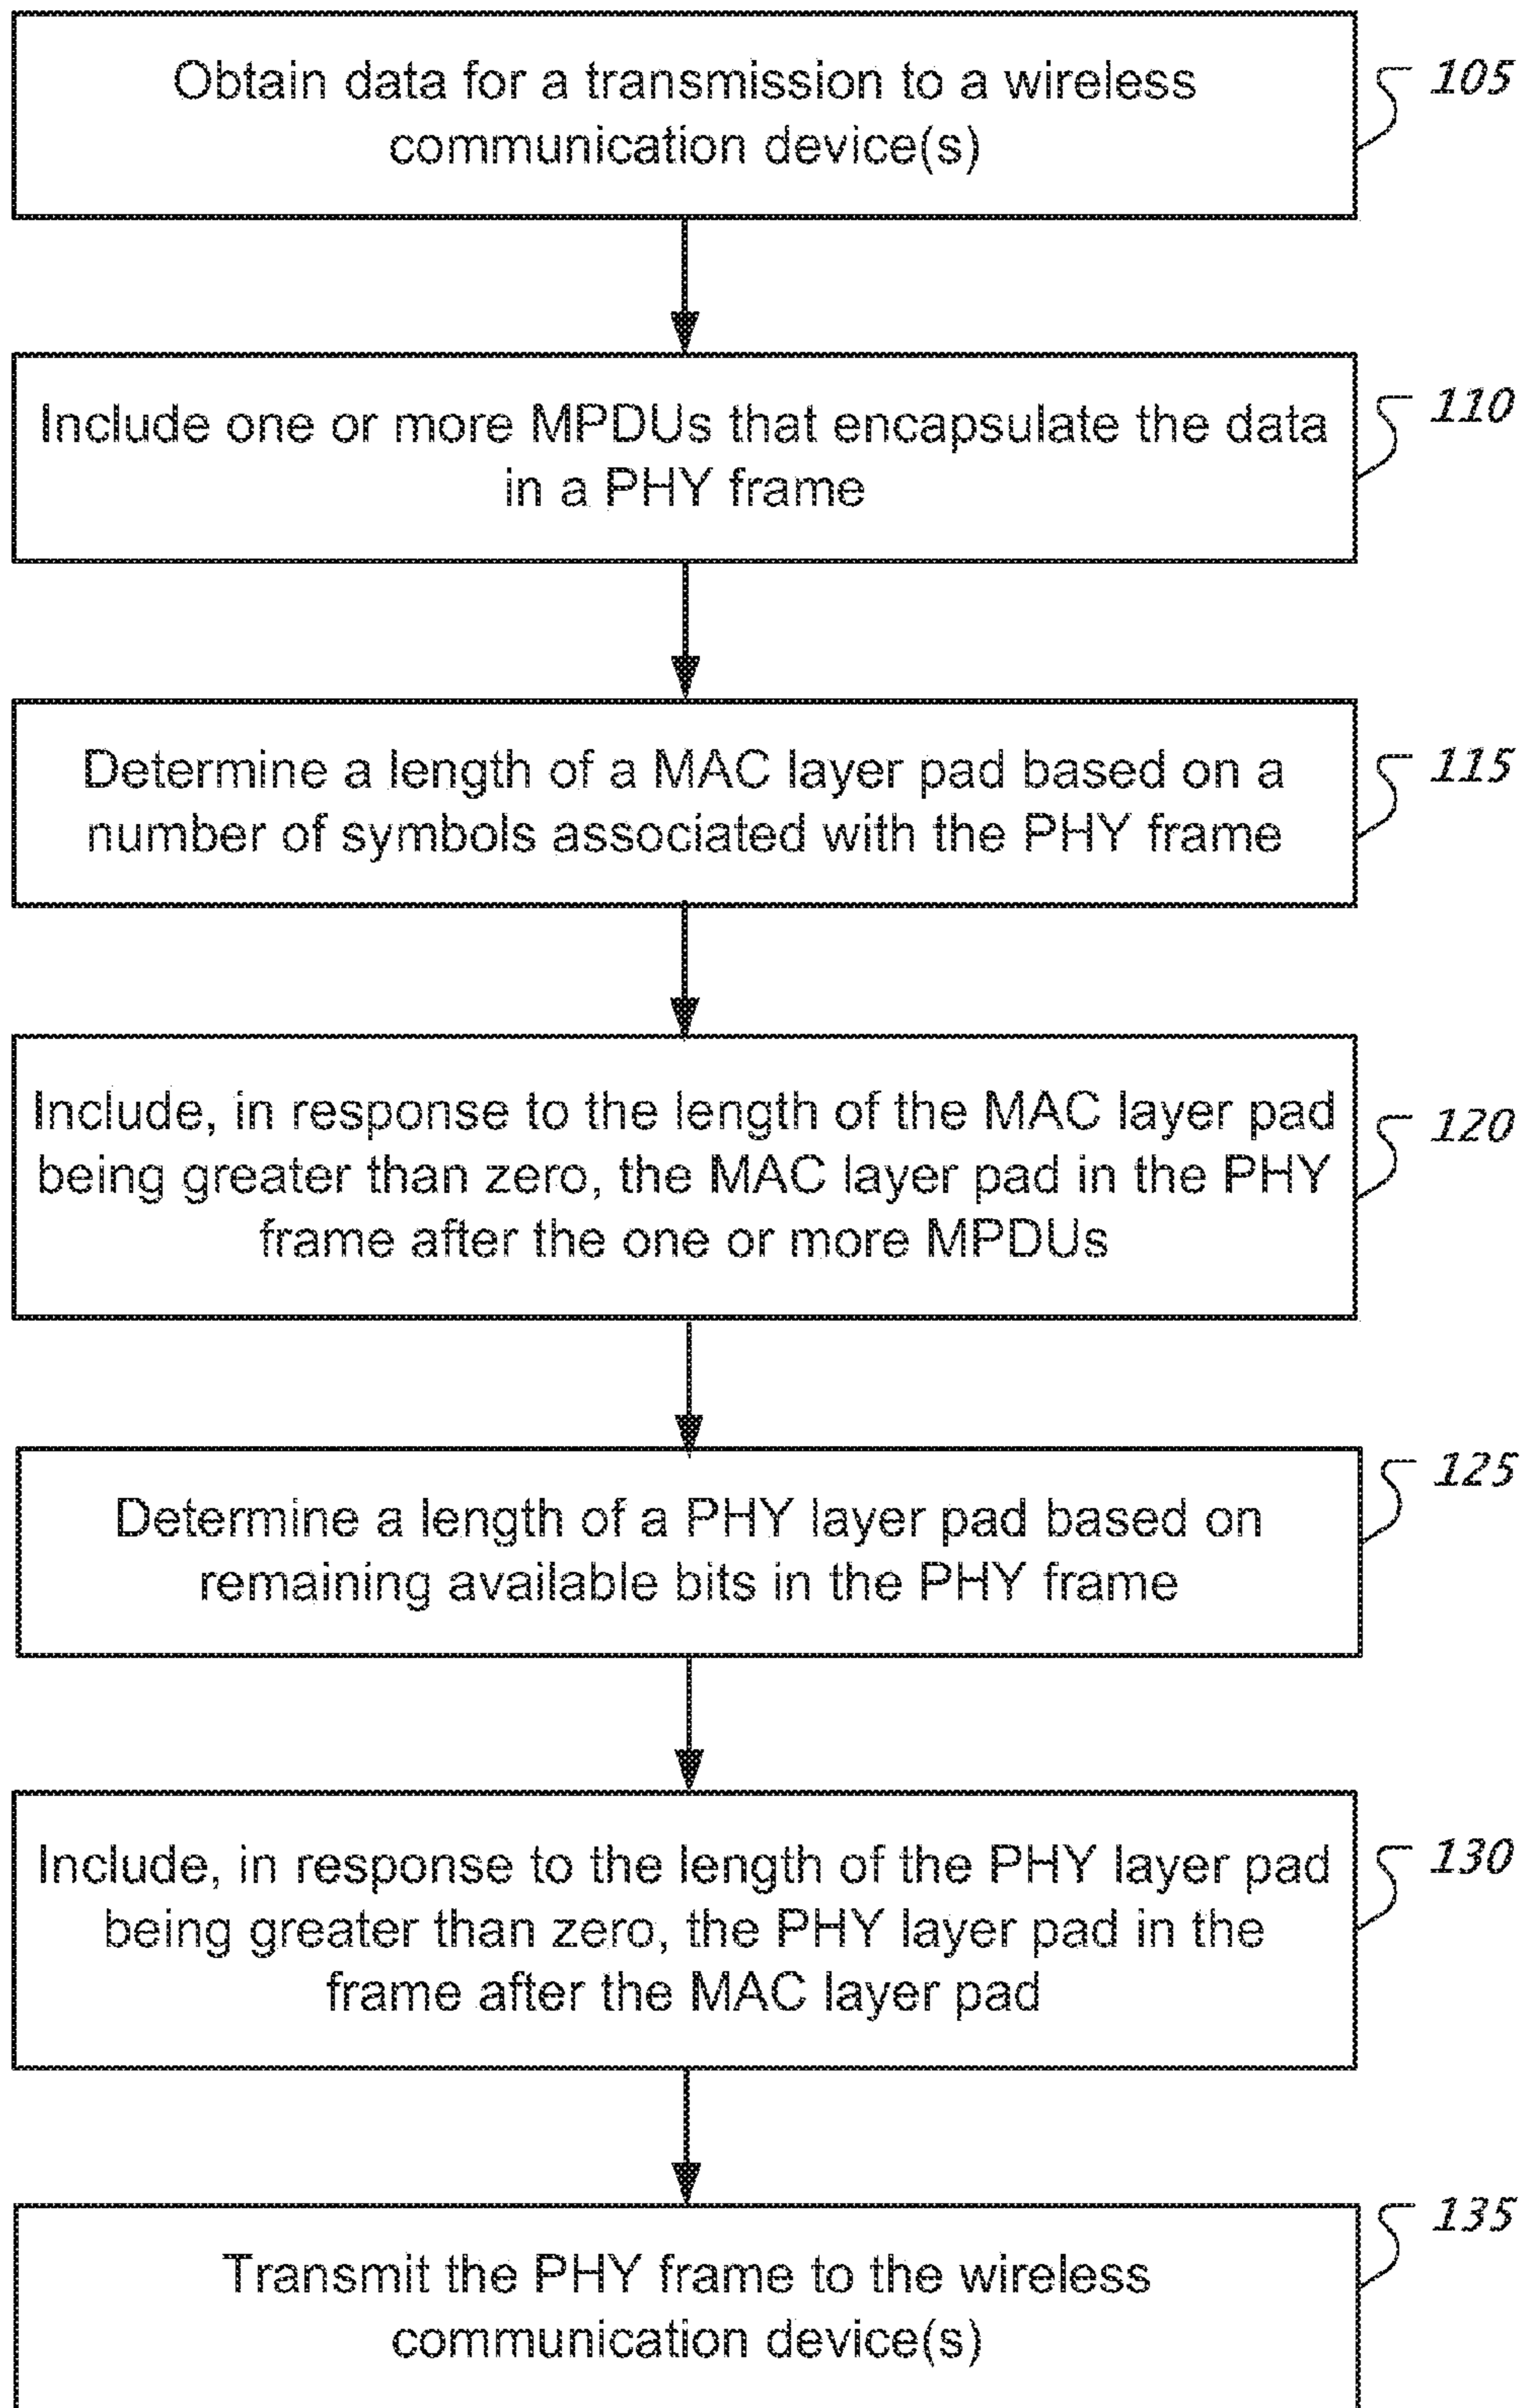 Obtain data for a transmission to a wireless
communication device(s)
105
Include one or more MPDUs that encapsulate the data
in a PHY frame
110
Determine a length of a MAC layer pad based on a
number of symbols associated with the PHY frame
115
Include, in response to the length of the MAC layer pad
being greater than zero, the MAC layer pad in the PHY
frame after the one or more MPDUs
120
Determine a length of a PHY layer pad based on
remaining available bits in the PHY frame
125
Include, in response to the length of the PHY layer pad
being greater than zero, the PHY layer pad in the
frame after the MAC layer pad
130
Transmit the PHY frame to the wireless
communication device(s)
135